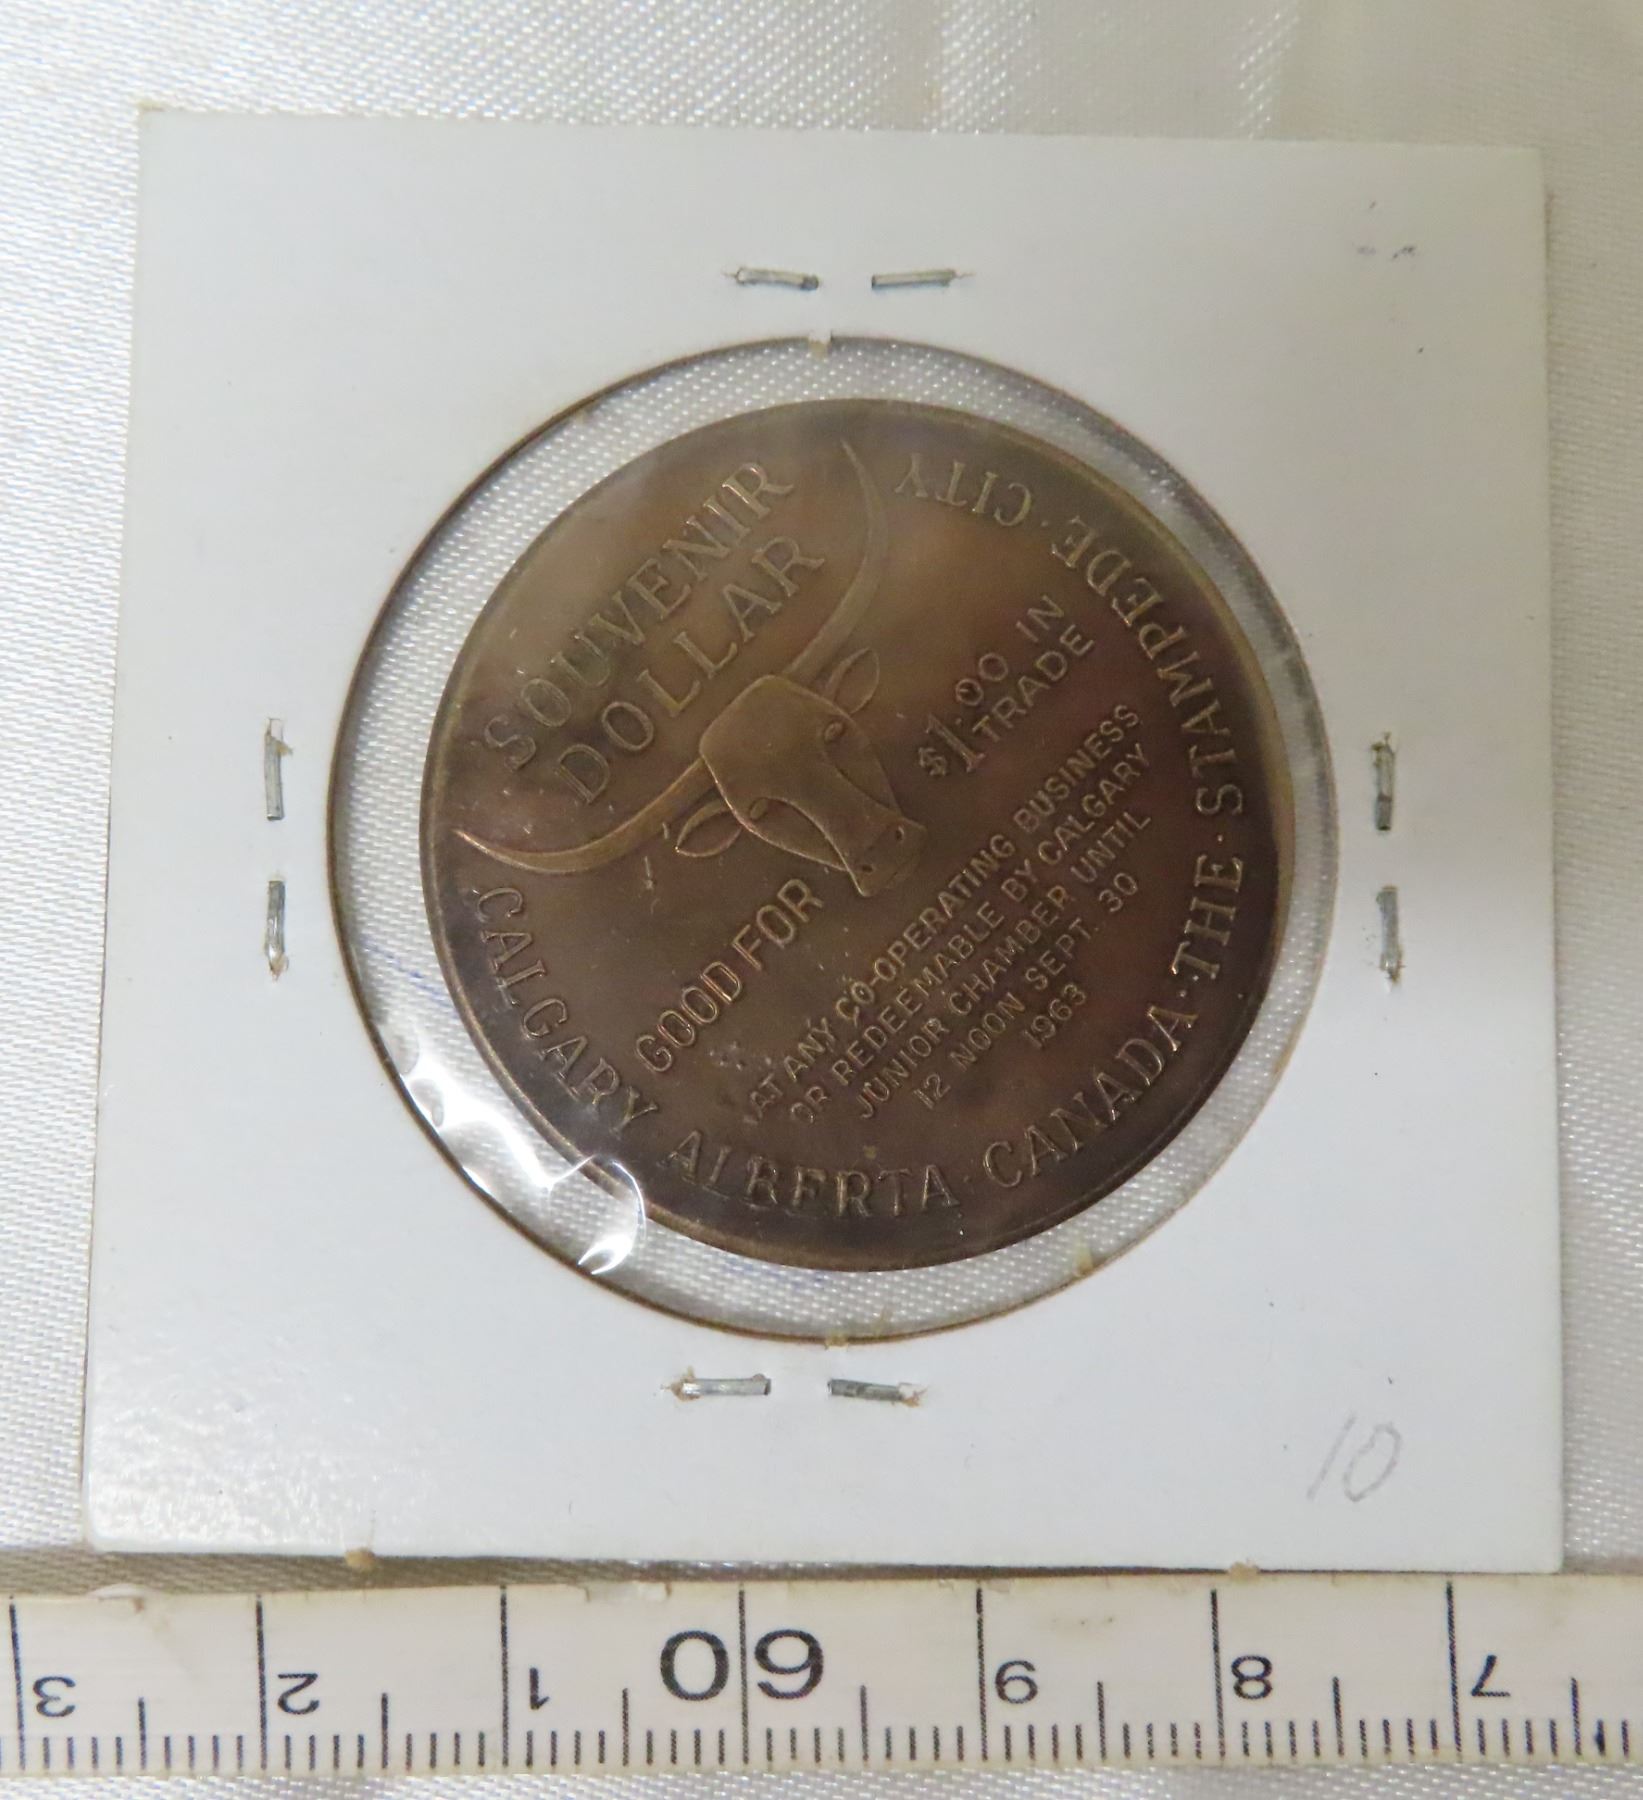 SOUVENIR
DOLLAR
GOOD FOR
$1.00 IN
TRADE
AT ANY CO-OPERATING BUSINESS
OR REDEEMABLE BY CALGARY
JUNIOR CHAMBER UNTIL
12 NOON SEPT. 30
1963
CALGARY ALBERTA · CANADA · THE · STAMPEDE · CITY
10
3 2 1 60 9 8 7